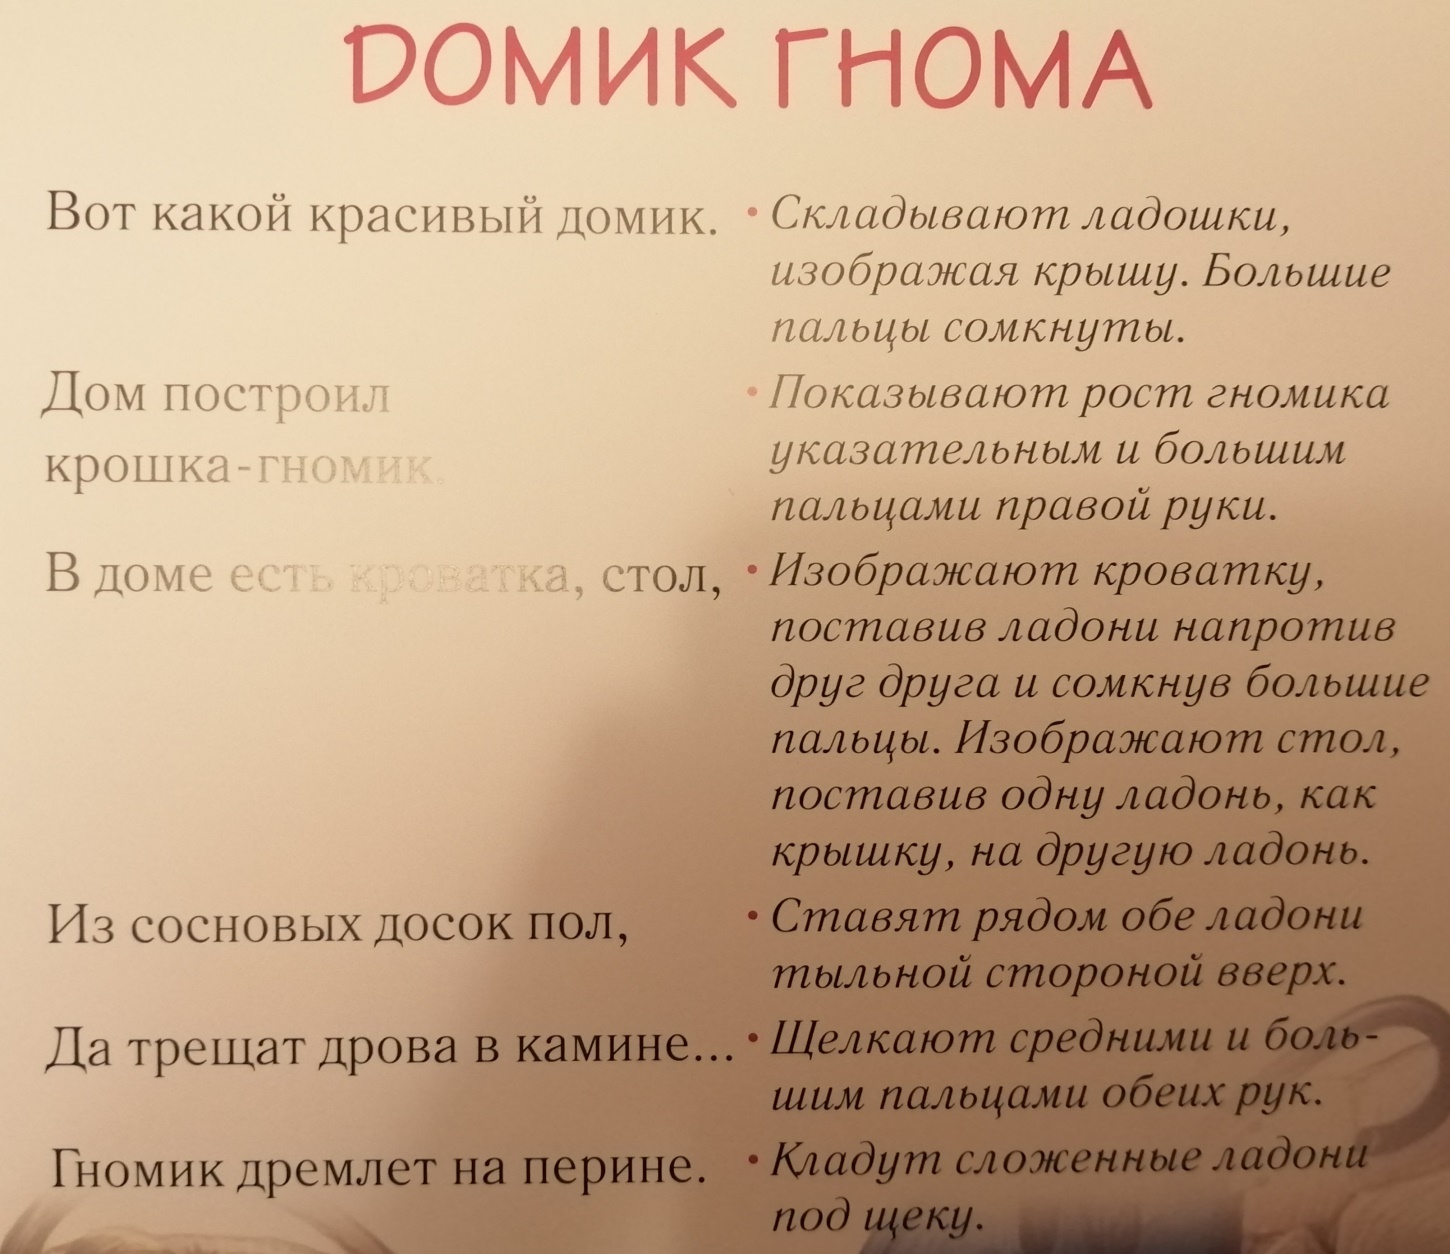 ДОМИК ГНОМА
Вот какой красивый домик.
• Складывают ладошки,
изображая крышу. Большие
пальцы сомкнуты.
Дом построил
крошка-гномик.
• Показывают рост гномика
указательным и большим
пальцами правой руки.
В доме есть кроватка, стол,
• Изображают кроватку,
поставив ладони напротив
друг друга и сомкнув большие
пальцы. Изображают стол,
поставив одну ладонь, как
крышку, на другую ладонь.
Из сосновых досок пол,
• Ставят рядом обе ладони
тыльной стороной вверх.
Да трещат дрова в камине...
• Щелкают средними и боль-
шим пальцами обеих рук.
Гномик дремлет на перине.
• Кладут сложенные ладони
под щеку.